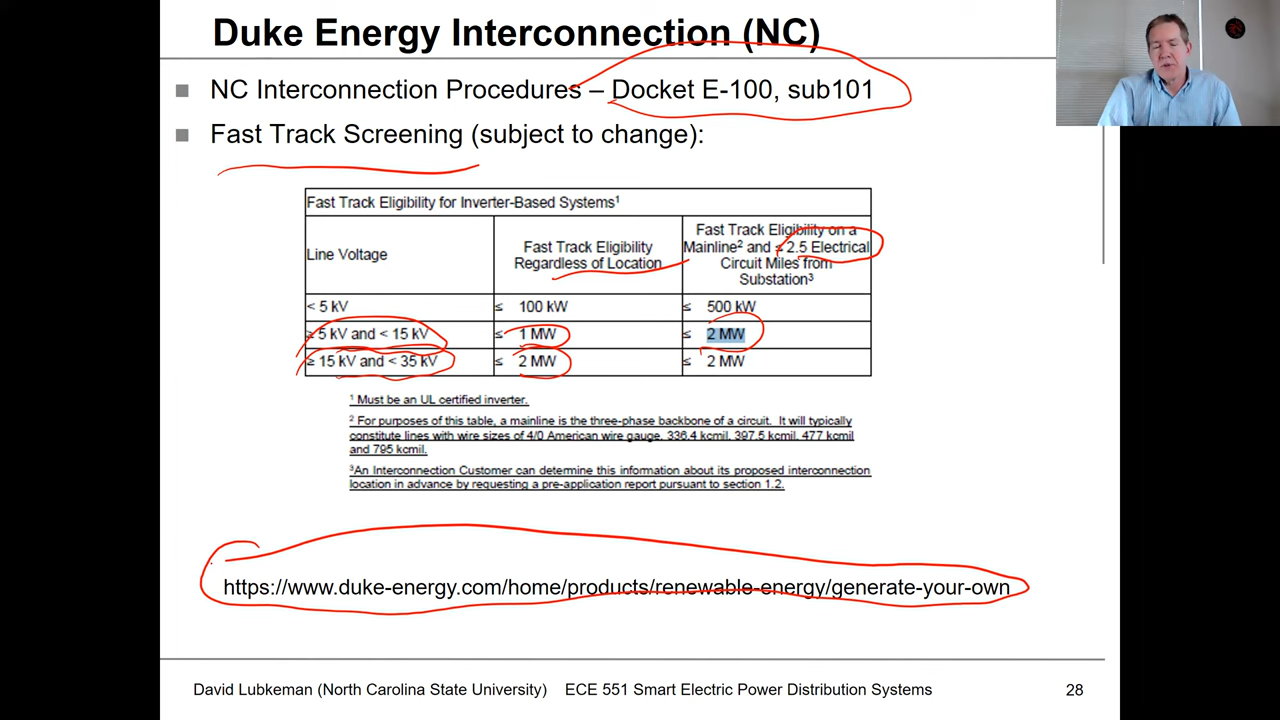 Duke Energy Interconnection (NC)
NC Interconnection Procedures – Docket E-100, sub101
Fast Track Screening (subject to change):
Fast Track Eligibility for Inverter-Based Systems¹
Line Voltage
Fast Track Eligibility
Regardless of Location
Fast Track Eligibility on a
Mainline² and ≤ 2.5 Electrical
Circuit Miles from
Substation³
< 5 kV ≤ 100 kW ≤ 500 kW
≥ 5 kV and < 15 kV ≤ 1 MW ≤ 2 MW
≥ 15 kV and < 35 kV ≤ 2 MW ≤ 2 MW
¹ Must be an UL certified inverter.
² For purposes of this table, a mainline is the three-phase backbone of a circuit. It will typically
constitute lines with wire sizes of 4/0 American wire gauge, 336.4 kcmil, 397.5 kcmil, 477 kcmil
and 795 kcmil.
³An Interconnection Customer can determine this information about its proposed interconnection
location in advance by requesting a pre-application report pursuant to section 1.2.
https://www.duke-energy.com/home/products/renewable-energy/generate-your-own
David Lubkeman (North Carolina State University) ECE 551 Smart Electric Power Distribution Systems 28